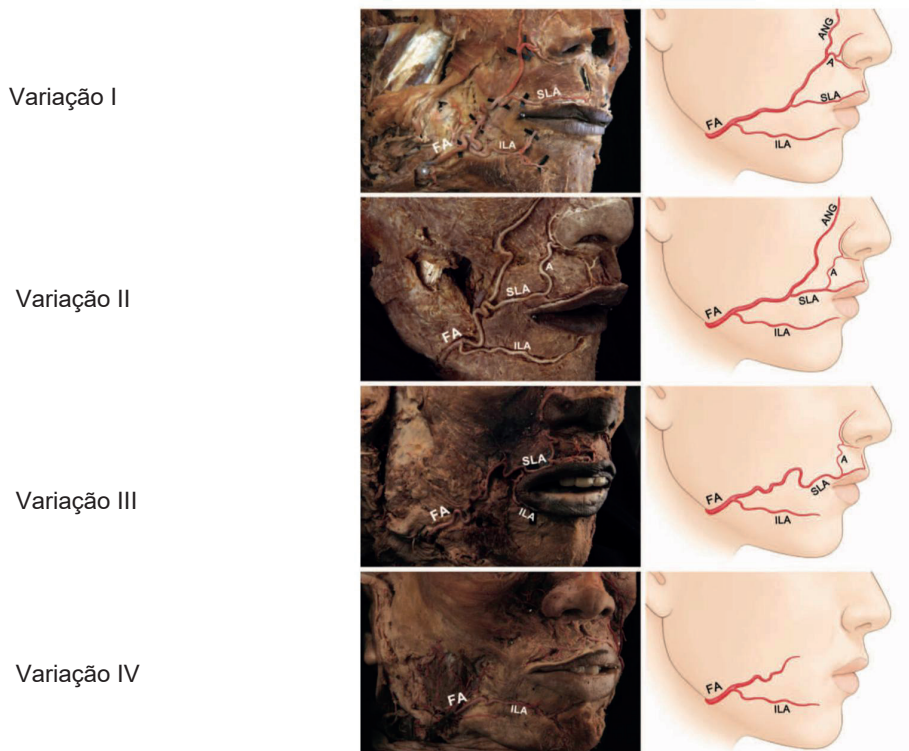 Variação I
SLA
FA
ILA
ANG
A
SLA
FA
ILA
Variação II
A
SLA
FA
ILA
ANG
A
SLA
FA
ILA
Variação III
SLA
FA
ILA
A
FA
SLA
ILA
Variação IV
FA
ILA
FA
ILA